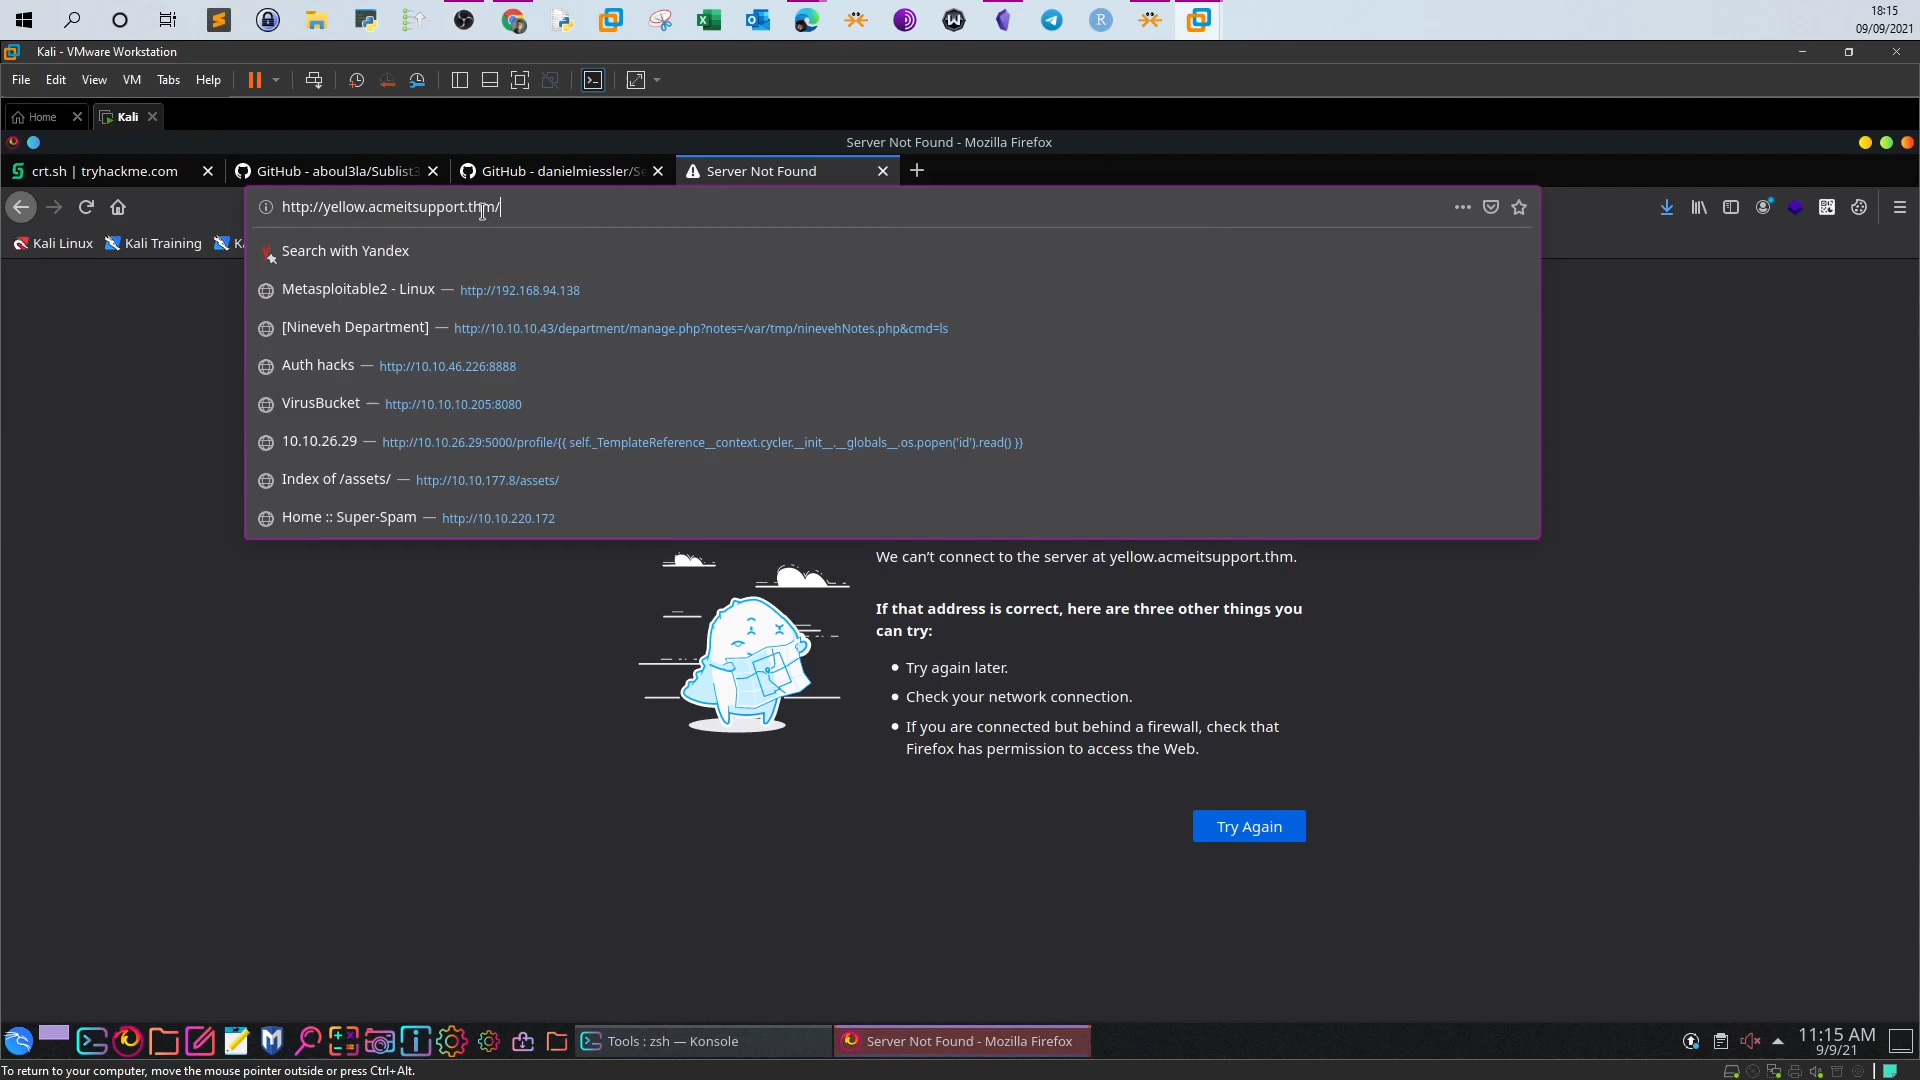 18:15
09/09/2021
Kali - VMware Workstation
File Edit View VM Tabs Help
Home Kali
Server Not Found - Mozilla Firefox
crt.sh | tryhackme.com GitHub - aboul3la/Sublist3 GitHub - danielmiessler/Se Server Not Found
http://yellow.acmeitsupport.thm/
Kali Linux Kali Training Ka
Search with Yandex
Metasploitable2 - Linux — http://192.168.94.138
[Nineveh Department] — http://10.10.10.43/department/manage.php?notes=/var/tmp/ninevehNotes.php&cmd=ls
Auth hacks — http://10.10.46.226:8888
VirusBucket — http://10.10.10.205:8080
10.10.26.29 — http://10.10.26.29:5000/profile/{{ self._TemplateReference__context.cycler.__init__.__globals__.os.popen('id').read() }}
Index of /assets/ — http://10.10.177.8/assets/
Home :: Super-Spam — http://10.10.220.172
We can't connect to the server at yellow.acmeitsupport.thm.
If that address is correct, here are three other things you
can try:
Try again later.
Check your network connection.
If you are connected but behind a firewall, check that
Firefox has permission to access the Web.
Try Again
Tools : zsh — Konsole Server Not Found - Mozilla Firefox
11:15 AM
9/9/21
To return to your computer, move the mouse pointer outside or press Ctrl+Alt.